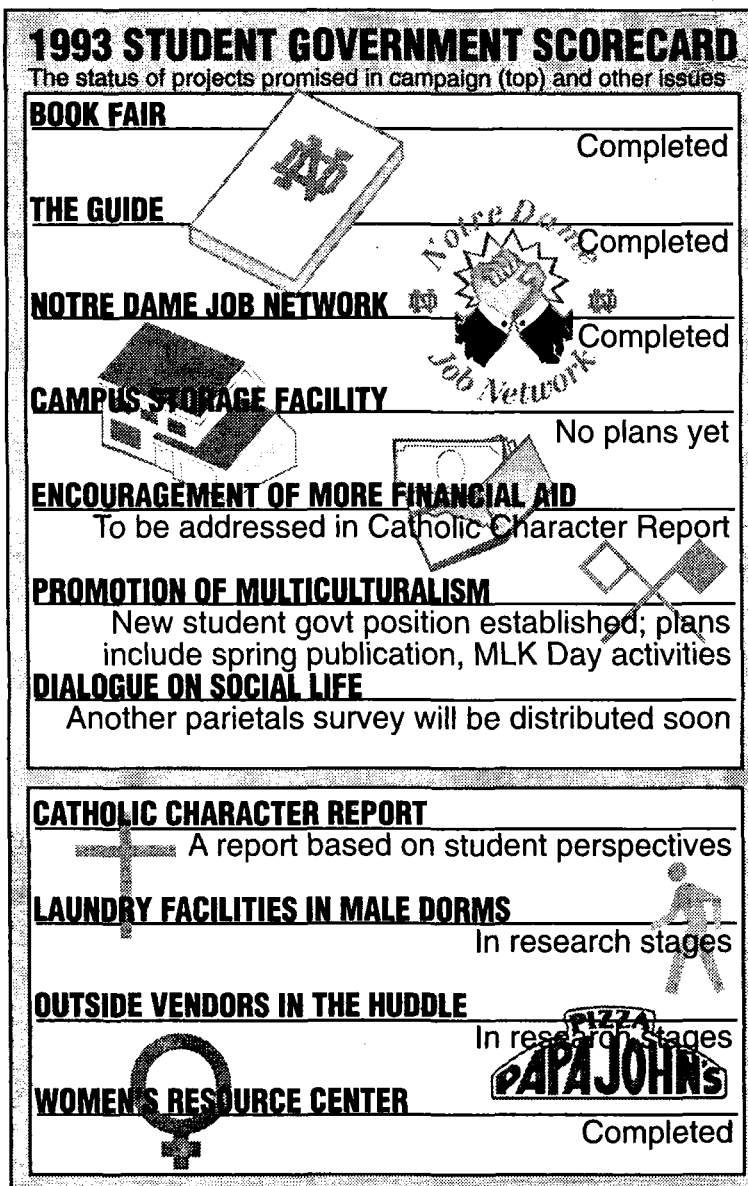 1993 STUDENT GOVERNMENT SCORECARD
The status of projects promised in campaign (top) and other issues
BOOK FAIR
Completed
THE GUIDE
Completed
NOTRE DAME JOB NETWORK
Notre Dame
Job Network
Completed
CAMPUS STORAGE FACILITY
No plans yet
ENCOURAGEMENT OF MORE FINANCIAL AID
To be addressed in Catholic Character Report
PROMOTION OF MULTICULTURALISM
New student govt position established; plans
include spring publication, MLK Day activities
DIALOGUE ON SOCIAL LIFE
Another parietals survey will be distributed soon
CATHOLIC CHARACTER REPORT
A report based on student perspectives
LAUNDRY FACILITIES IN MALE DORMS
In research stages
OUTSIDE VENDORS IN THE HUDDLE
In research stages
PIZZA
PAPA JOHN's
WOMEN'S RESOURCE CENTER
Completed